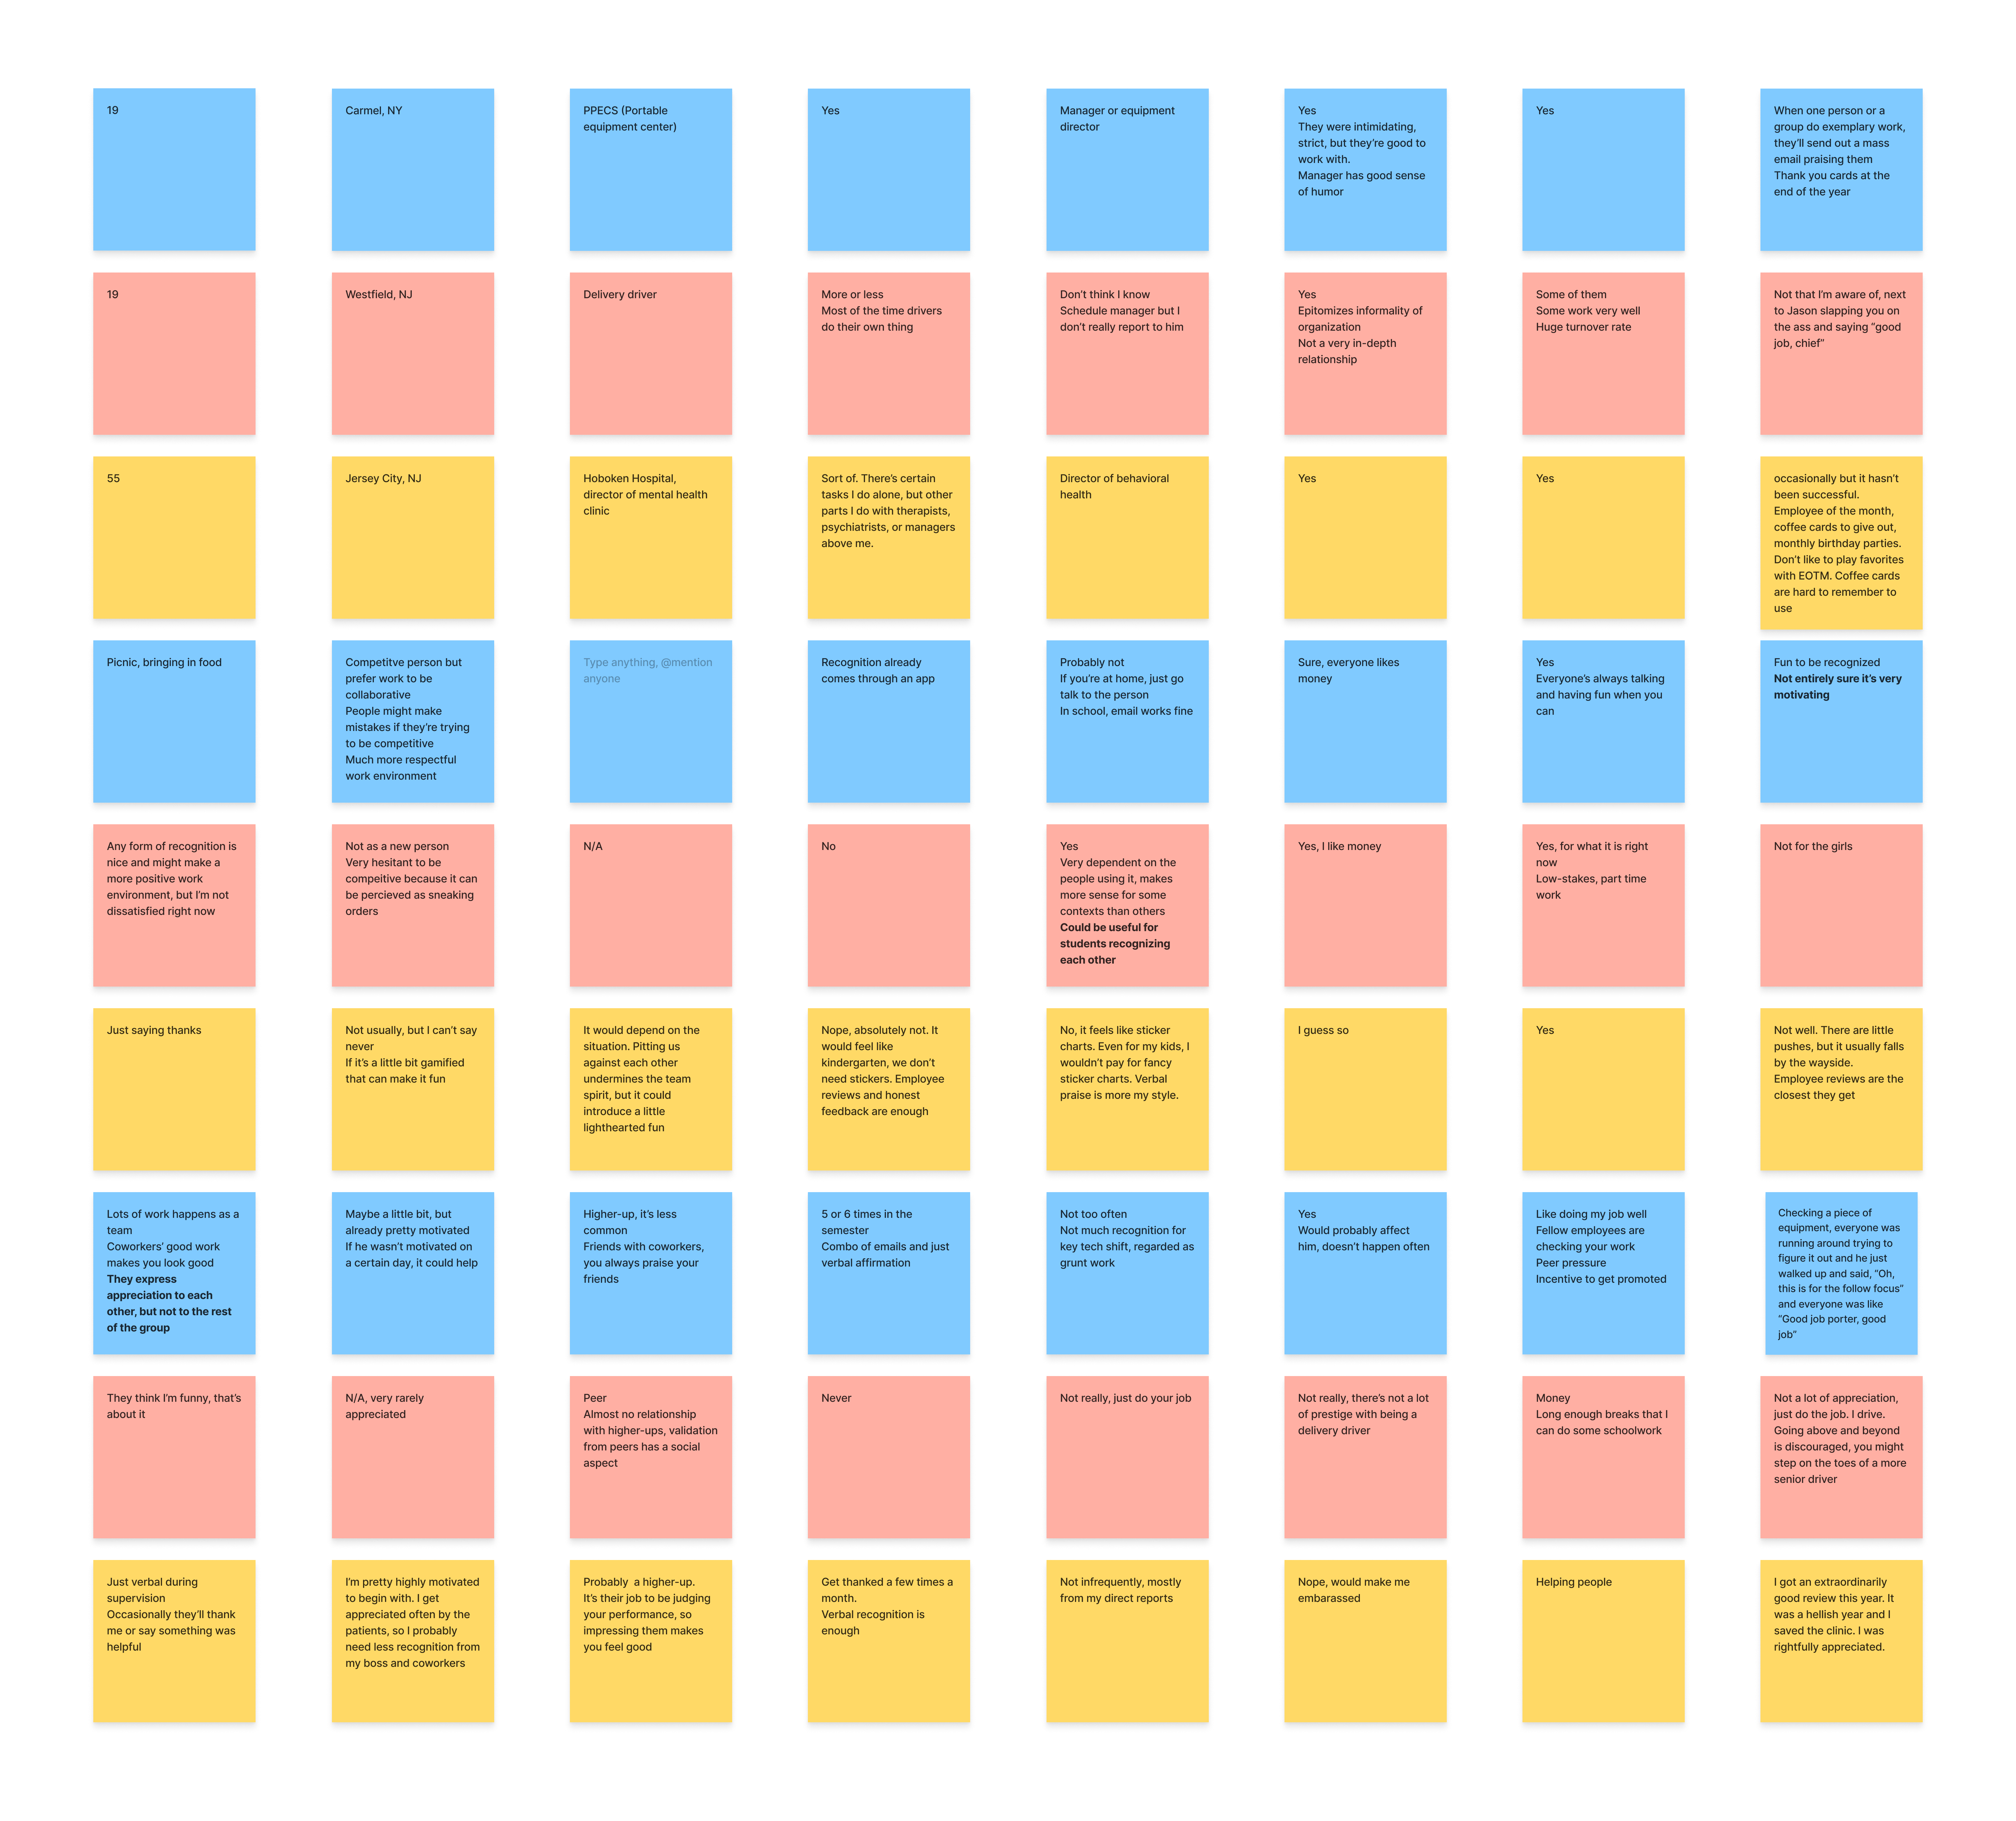 19
Carmel, NY
PPECS (Portable
equipment center)
Yes
Manager or equipment
director
Yes
They were intimidating,
strict, but they're good to
work with.
Manager has good sense
of humor
Yes
When one person or a
group do exemplary work,
they'll send out a mass
email praising them
Thank you cards at the
end of the year
19
Westfield, NJ
Delivery driver
More or less
Most of the time drivers
do their own thing
Don't think I know
Schedule manager but I
don't really report to him
Yes
Epitomizes informality of
organization
Not a very in-depth
relationship
Some of them
Some work very well
Huge turnover rate
Not that I'm aware of, next
to Jason slapping you on
the ass and saying “good
job, chief”
55
Jersey City, NJ
Hoboken Hospital,
director of mental health
clinic
Sort of. There's certain
tasks I do alone, but other
parts I do with therapists,
psychiatrists, or managers
above me.
Director of behavioral
health
Yes
Yes
occasionally but it hasn't
been successful.
Employee of the month,
coffee cards to give out,
monthly birthday parties.
Don't like to play favorites
with EOTM. Coffee cards
are hard to remember to
use
Picnic, bringing in food
Competitve person but
prefer work to be
collaborative
People might make
mistakes if they're trying
to be competitive
Much more respectful
work environment
Type anything, @mention
anyone
Recognition already
comes through an app
Probably not
If you're at home, just go
talk to the person
In school, email works fine
Sure, everyone likes
money
Yes
Everyone's always talking
and having fun when you
can
Fun to be recognized
Not entirely sure it's very
motivating
Any form of recognition is
nice and might make a
more positive work
environment, but I'm not
dissatisfied right now
Not as a new person
Very hesitant to be
compeitive because it can
be percieved as sneaking
orders
N/A
No
Yes
Very dependent on the
people using it, makes
more sense for some
contexts than others
Could be useful for
students recognizing
each other
Yes, I like money
Yes, for what it is right
now
Low-stakes, part time
work
Not for the girls
Just saying thanks
Not usually, but I can't say
never
If it's a little bit gamified
that can make it fun
It would depend on the
situation. Pitting us
against each other
undermines the team
spirit, but it could
introduce a little
lighthearted fun
Nope, absolutely not. It
would feel like
kindergarten, we don't
need stickers. Employee
reviews and honest
feedback are enough
No, it feels like sticker
charts. Even for my kids, I
wouldn't pay for fancy
sticker charts. Verbal
praise is more my style.
I guess so
Yes
Not well. There are little
pushes, but it usually falls
by the wayside.
Employee reviews are the
closest they get
Lots of work happens as a
team
Coworkers' good work
makes you look good
They express
appreciation to each
other, but not to the rest
of the group
Maybe a little bit, but
already pretty motivated
If he wasn't motivated on
a certain day, it could help
Higher-up, it's less
common
Friends with coworkers,
you always praise your
friends
5 or 6 times in the
semester
Combo of emails and just
verbal affirmation
Not too often
Not much recognition for
key tech shift, regarded as
grunt work
Yes
Would probably affect
him, doesn't happen often
Like doing my job well
Fellow employees are
checking your work
Peer pressure
Incentive to get promoted
Checking a piece of
equipment, everyone was
running around trying to
figure it out and he just
walked up and said, “Oh,
this is for the follow focus”
and everyone was like
“Good job porter, good
job”
They think I'm funny, that's
about it
N/A, very rarely
appreciated
Peer
Almost no relationship
with higher-ups, validation
from peers has a social
aspect
Never
Not really, just do your job
Not really, there's not a lot
of prestige with being a
delivery driver
Money
Long enough breaks that I
can do some schoolwork
Not a lot of appreciation,
just do the job. I drive.
Going above and beyond
is discouraged, you might
step on the toes of a more
senior driver
Just verbal during
supervision
Occasionally they'll thank
me or say something was
helpful
I'm pretty highly motivated
to begin with. I get
appreciated often by the
patients, so I probably
need less recognition from
my boss and coworkers
Probably  a higher-up.
It's their job to be judging
your performance, so
impressing them makes
you feel good
Get thanked a few times a
month.
Verbal recognition is
enough
Not infrequently, mostly
from my direct reports
Nope, would make me
embarassed
Helping people
I got an extraordinarily
good review this year. It
was a hellish year and I
saved the clinic. I was
rightfully appreciated.